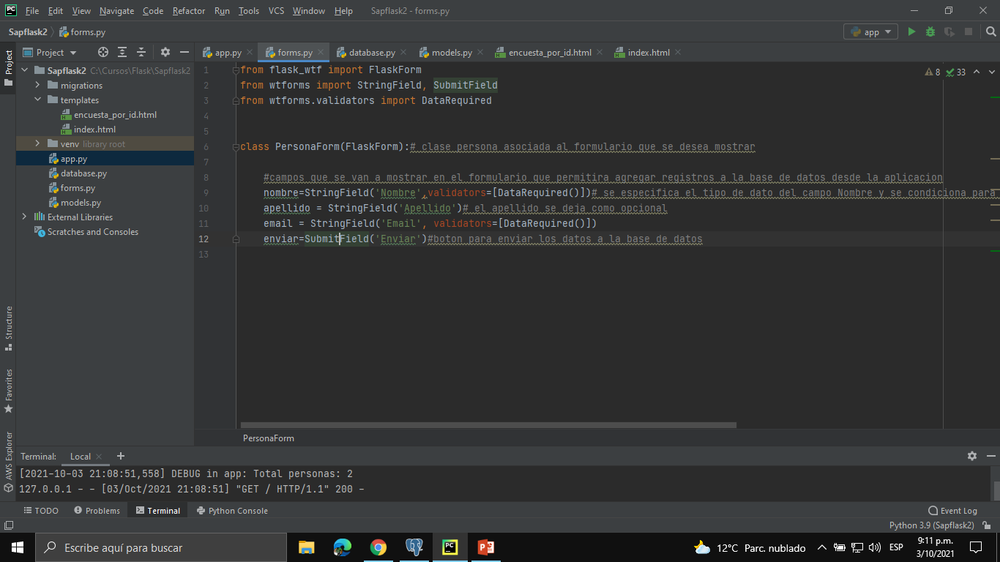 File Edit View Navigate Code Refactor Run Tools VCS Window Help Sapflask2 - forms.py
Sapflask2 forms.py app
Project app.py forms.py database.py models.py encuesta_por_id.html index.html
Project
Sapflask2 C:\Cursos\Flask\Sapflask2
migrations
templates
encuesta_por_id.html
index.html
venv library root
app.py
database.py
forms.py
models.py
External Libraries
Scratches and Consoles
Structure
Favorites
AWS Explorer
8 33
1 from flask_wtf import FlaskForm
2 from wtforms import StringField, SubmitField
3 from wtforms.validators import DataRequired
4
5
6 class PersonaForm(FlaskForm):# clase persona asociada al formulario que se desea mostrar
7
8 #campos que se van a mostrar en el formulario que permitira agregar registros a la base de datos desde la aplicacion
9 nombre=StringField('Nombre',validators=[DataRequired()])# se especifica el tipo de dato del campo Nombre y se condiciona para
10 apellido = StringField('Apellido')# el apellido se deja como opcional
11 email = StringField('Email', validators=[DataRequired()])
12 enviar=SubmitField('Enviar')#boton para enviar los datos a la base de datos
13
PersonaForm
Terminal: Local
[2021-10-03 21:08:51,558] DEBUG in app: Total personas: 2
127.0.0.1 - - [03/Oct/2021 21:08:51] "GET / HTTP/1.1" 200 -
TODO Problems Terminal Python Console Event Log
Python 3.9 (Sapflask2)
Escribe aquí para buscar
12°C Parc. nublado ESP
9:11 p.m.
3/10/2021